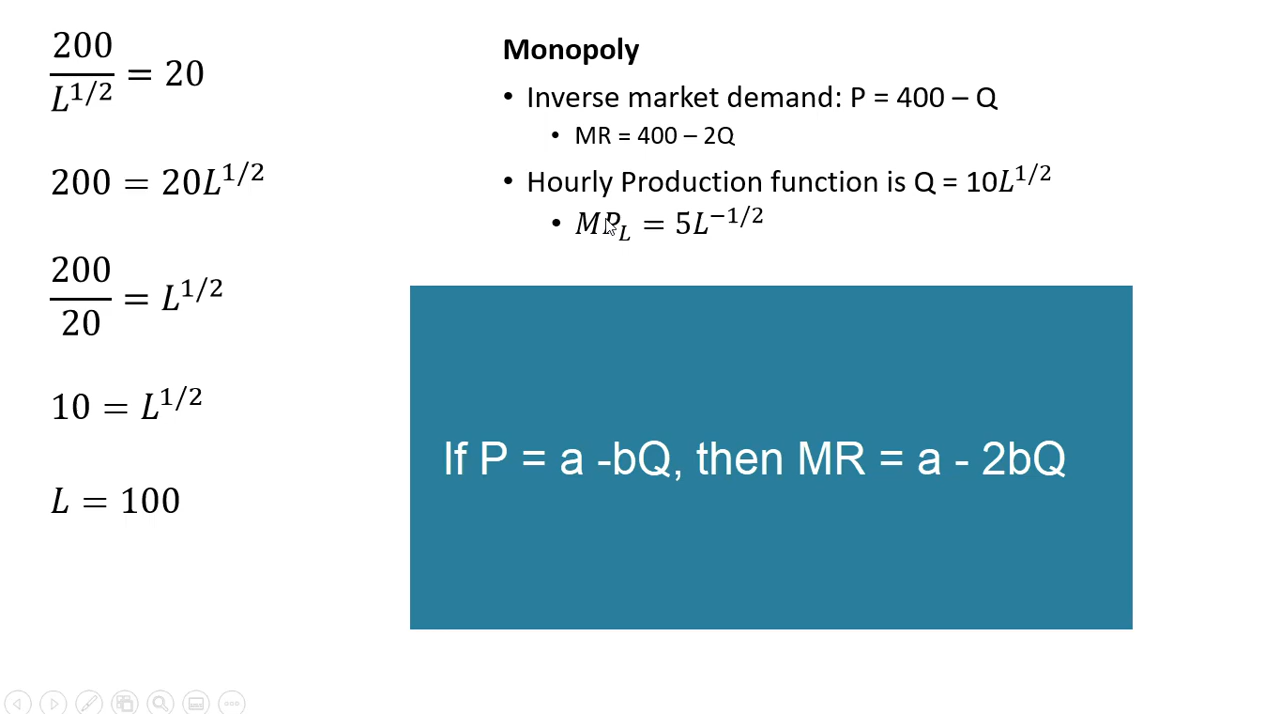 200/L^{1/2} = 20
200 = 20L^{1/2}
200/20 = L^{1/2}
10 = L^{1/2}
L = 100
Monopoly
• Inverse market demand: P = 400 – Q
• MR = 400 – 2Q
• Hourly Production function is Q = 10L^{1/2}
• MP_L = 5L^{−1/2}
If P = a -bQ, then MR = a - 2bQ